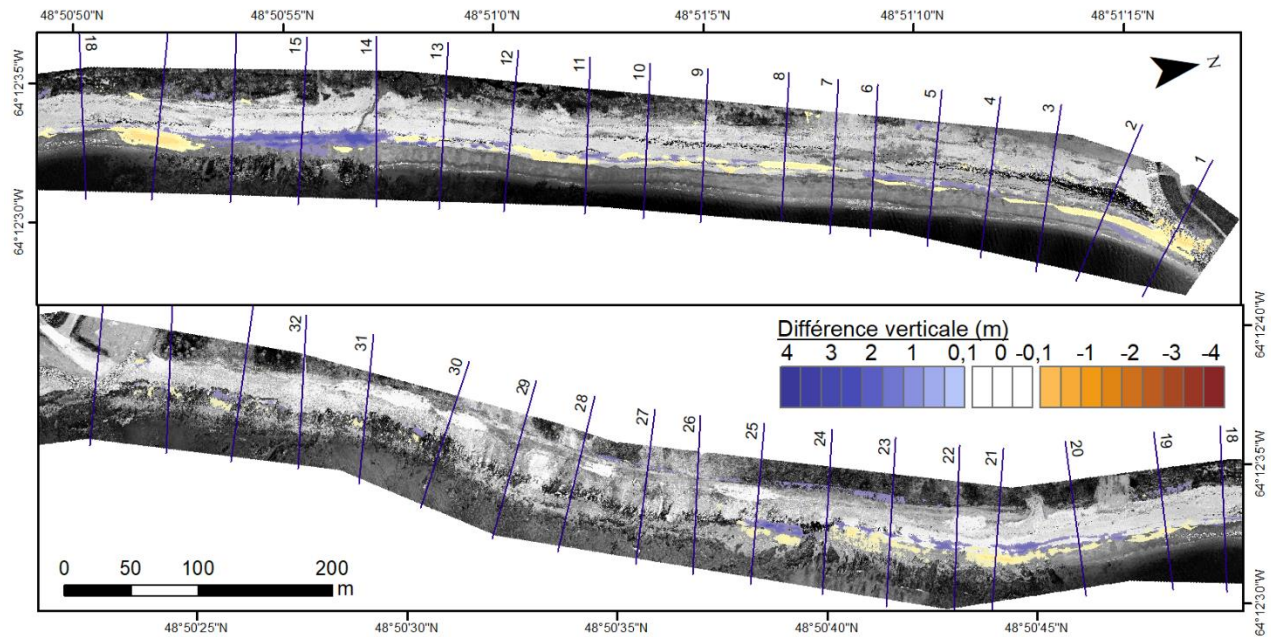 48°50'50"N 48°50'55"N 48°51'0"N 48°51'5"N 48°51'10"N 48°51'15"N
64°12'35"W
64°12'30"W
18 15 14 13 12 11 10 9 8 7 6 5 4 3 2 1
N
32 31 30 29 28 27 26 25 24 23 22 21 20 19 18
Différence verticale (m)
4 3 2 1 0,1 0 -0,1 -1 -2 -3 -4
64°12'40"W
64°12'35"W
64°12'30"W
0 50 100 200
m
48°50'25"N 48°50'30"N 48°50'35"N 48°50'40"N 48°50'45"N